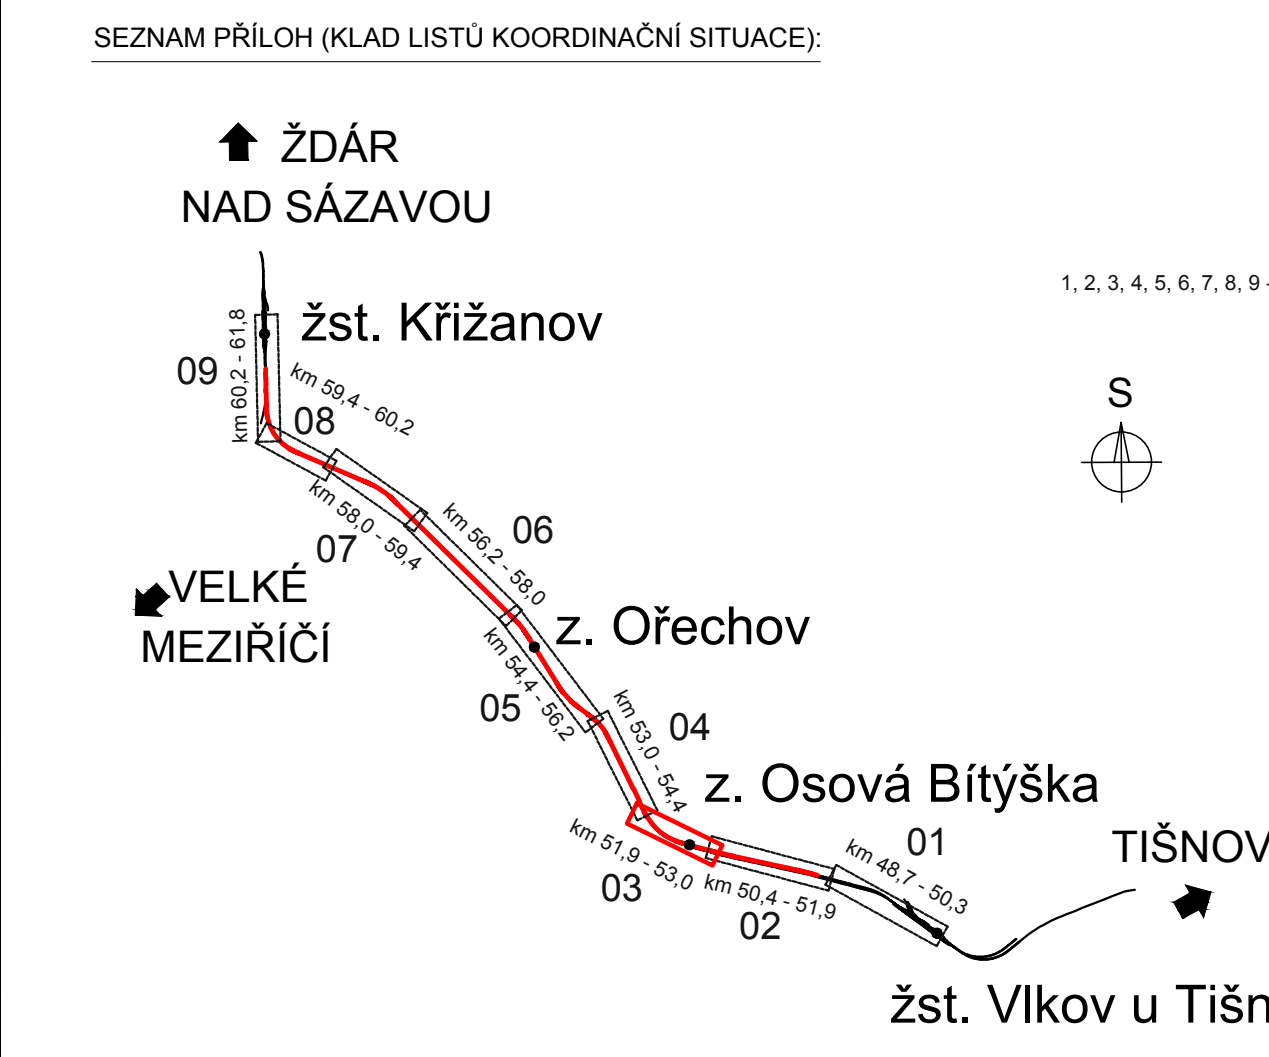 SEZNAM PŘÍLOH (KLAD LISTŮ KOORDINAČNÍ SITUACE):
ŽDÁR
NAD SÁZAVOU
1, 2, 3, 4, 5, 6, 7, 8, 9 -
žst. Křižanov
09
km 60,2 - 61,8
km 59,4 - 60,2
08
S
km 58,0 - 59,4
07
km 56,2 - 58,0
06
VELKÉ
MEZIŘÍČÍ
z. Ořechov
km 54,4 - 56,2
05
km 53,0 - 54,4
04
z. Osová Bítýška
01
km 48,7 - 50,3
TIŠNOV
km 51,9 - 53,0
03
km 50,4 - 51,9
02
žst. Vlkov u Tišn